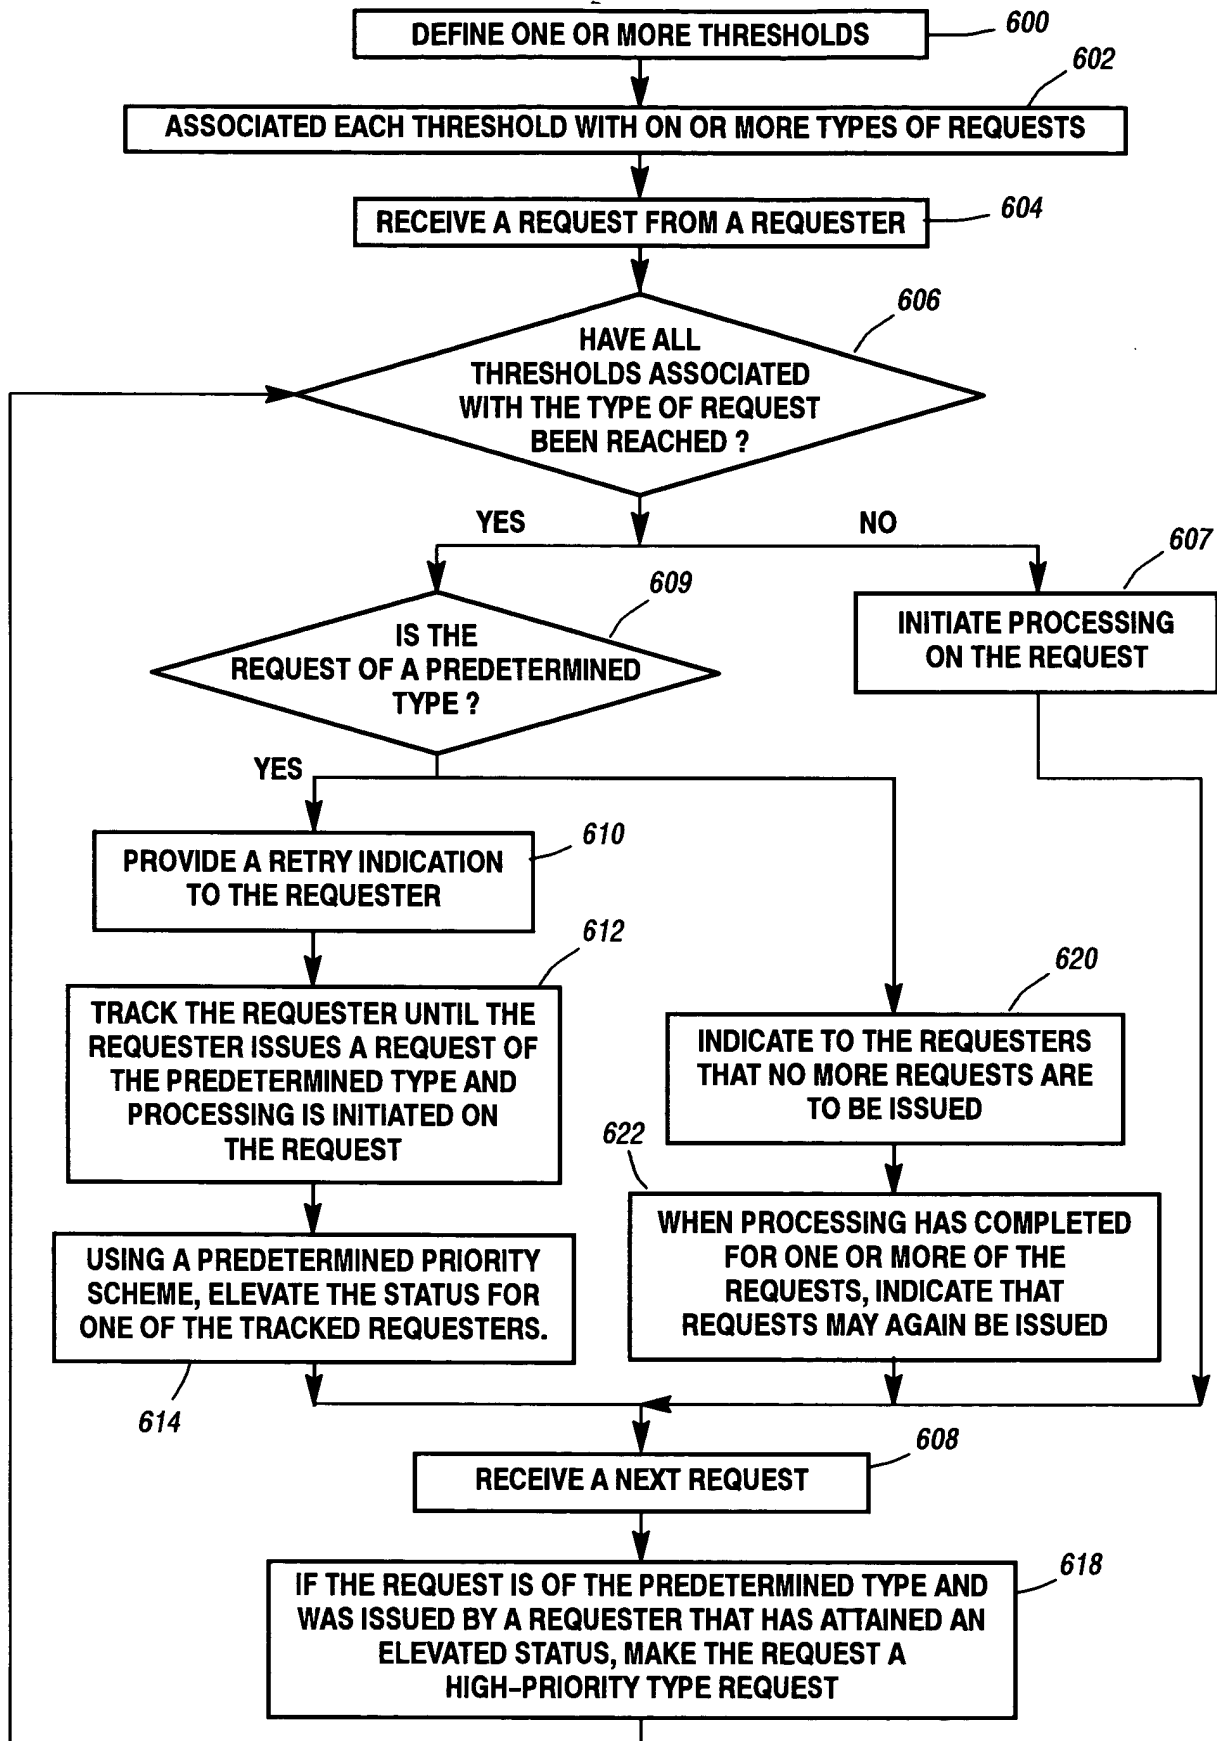 DEFINE ONE OR MORE THRESHOLDS
600
602
ASSOCIATED EACH THRESHOLD WITH ON OR MORE TYPES OF REQUESTS
RECEIVE A REQUEST FROM A REQUESTER
604
606
HAVE ALL
THRESHOLDS ASSOCIATED
WITH THE TYPE OF REQUEST
BEEN REACHED ?
YES
NO
607
609
IS THE
REQUEST OF A PREDETERMINED
TYPE ?
INITIATE PROCESSING
ON THE REQUEST
YES
610
PROVIDE A RETRY INDICATION
TO THE REQUESTER
612
TRACK THE REQUESTER UNTIL THE
REQUESTER ISSUES A REQUEST OF
THE PREDETERMINED TYPE AND
PROCESSING IS INITIATED ON
THE REQUEST
620
INDICATE TO THE REQUESTERS
THAT NO MORE REQUESTS ARE
TO BE ISSUED
622
WHEN PROCESSING HAS COMPLETED
FOR ONE OR MORE OF THE
REQUESTS, INDICATE THAT
REQUESTS MAY AGAIN BE ISSUED
USING A PREDETERMINED PRIORITY
SCHEME, ELEVATE THE STATUS FOR
ONE OF THE TRACKED REQUESTERS.
614
608
RECEIVE A NEXT REQUEST
618
IF THE REQUEST IS OF THE PREDETERMINED TYPE AND
WAS ISSUED BY A REQUESTER THAT HAS ATTAINED AN
ELEVATED STATUS, MAKE THE REQUEST A
HIGH-PRIORITY TYPE REQUEST